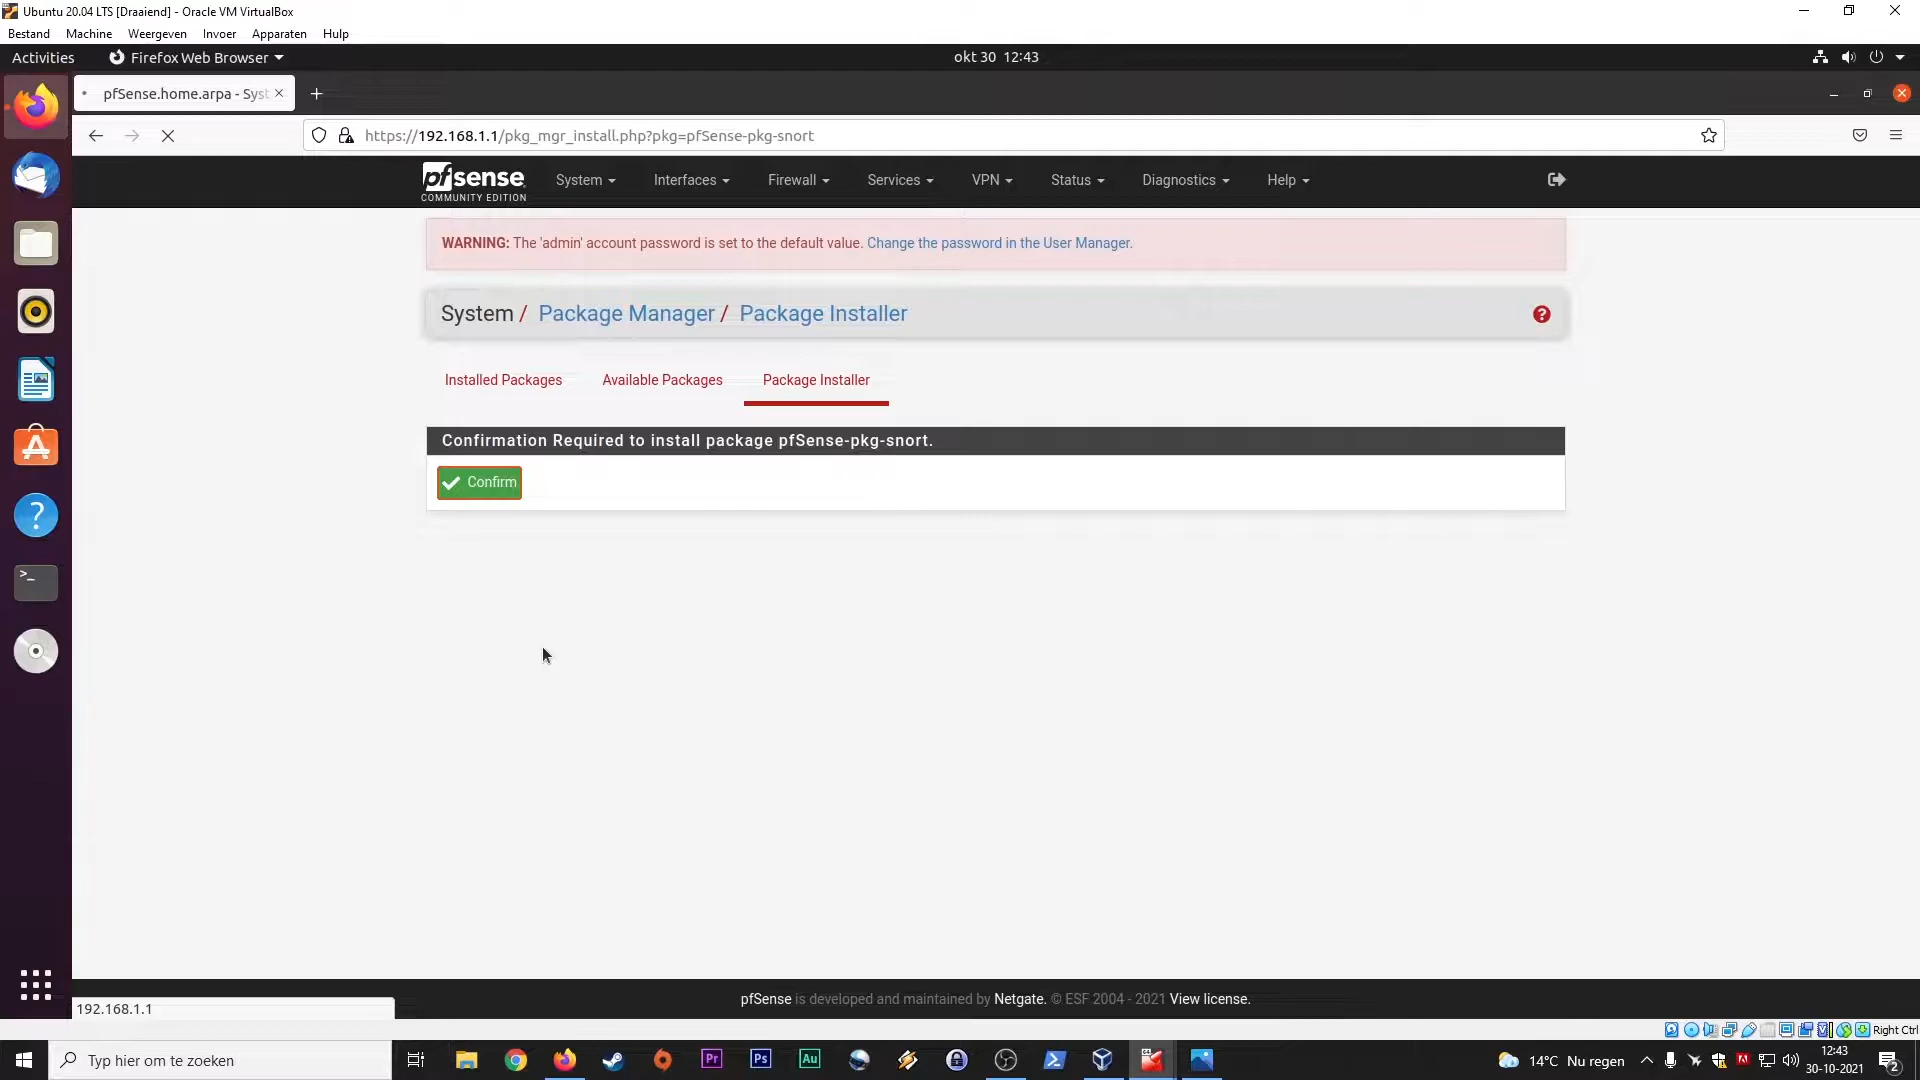 Ubuntu 20.04 LTS [Draaiend] - Oracle VM VirtualBox
Bestand Machine Weergeven Invoer Apparaten Hulp
Activities Firefox Web Browser okt 30 12:43
pfSense.home.arpa - Syst
https://192.168.1.1/pkg_mgr_install.php?pkg=pfSense-pkg-snort
pfsense System Interfaces Firewall Services VPN Status Diagnostics Help
COMMUNITY EDITION
WARNING: The 'admin' account password is set to the default value. Change the password in the User Manager.
System / Package Manager / Package Installer
Installed Packages Available Packages Package Installer
Confirmation Required to install package pfSense-pkg-snort.
Confirm
pfSense is developed and maintained by Netgate. © ESF 2004 - 2021 View license.
192.168.1.1
Right Ctrl
Typ hier om te zoeken
Pr Ps Au
14°C Nu regen
12:43
30-10-2021
2